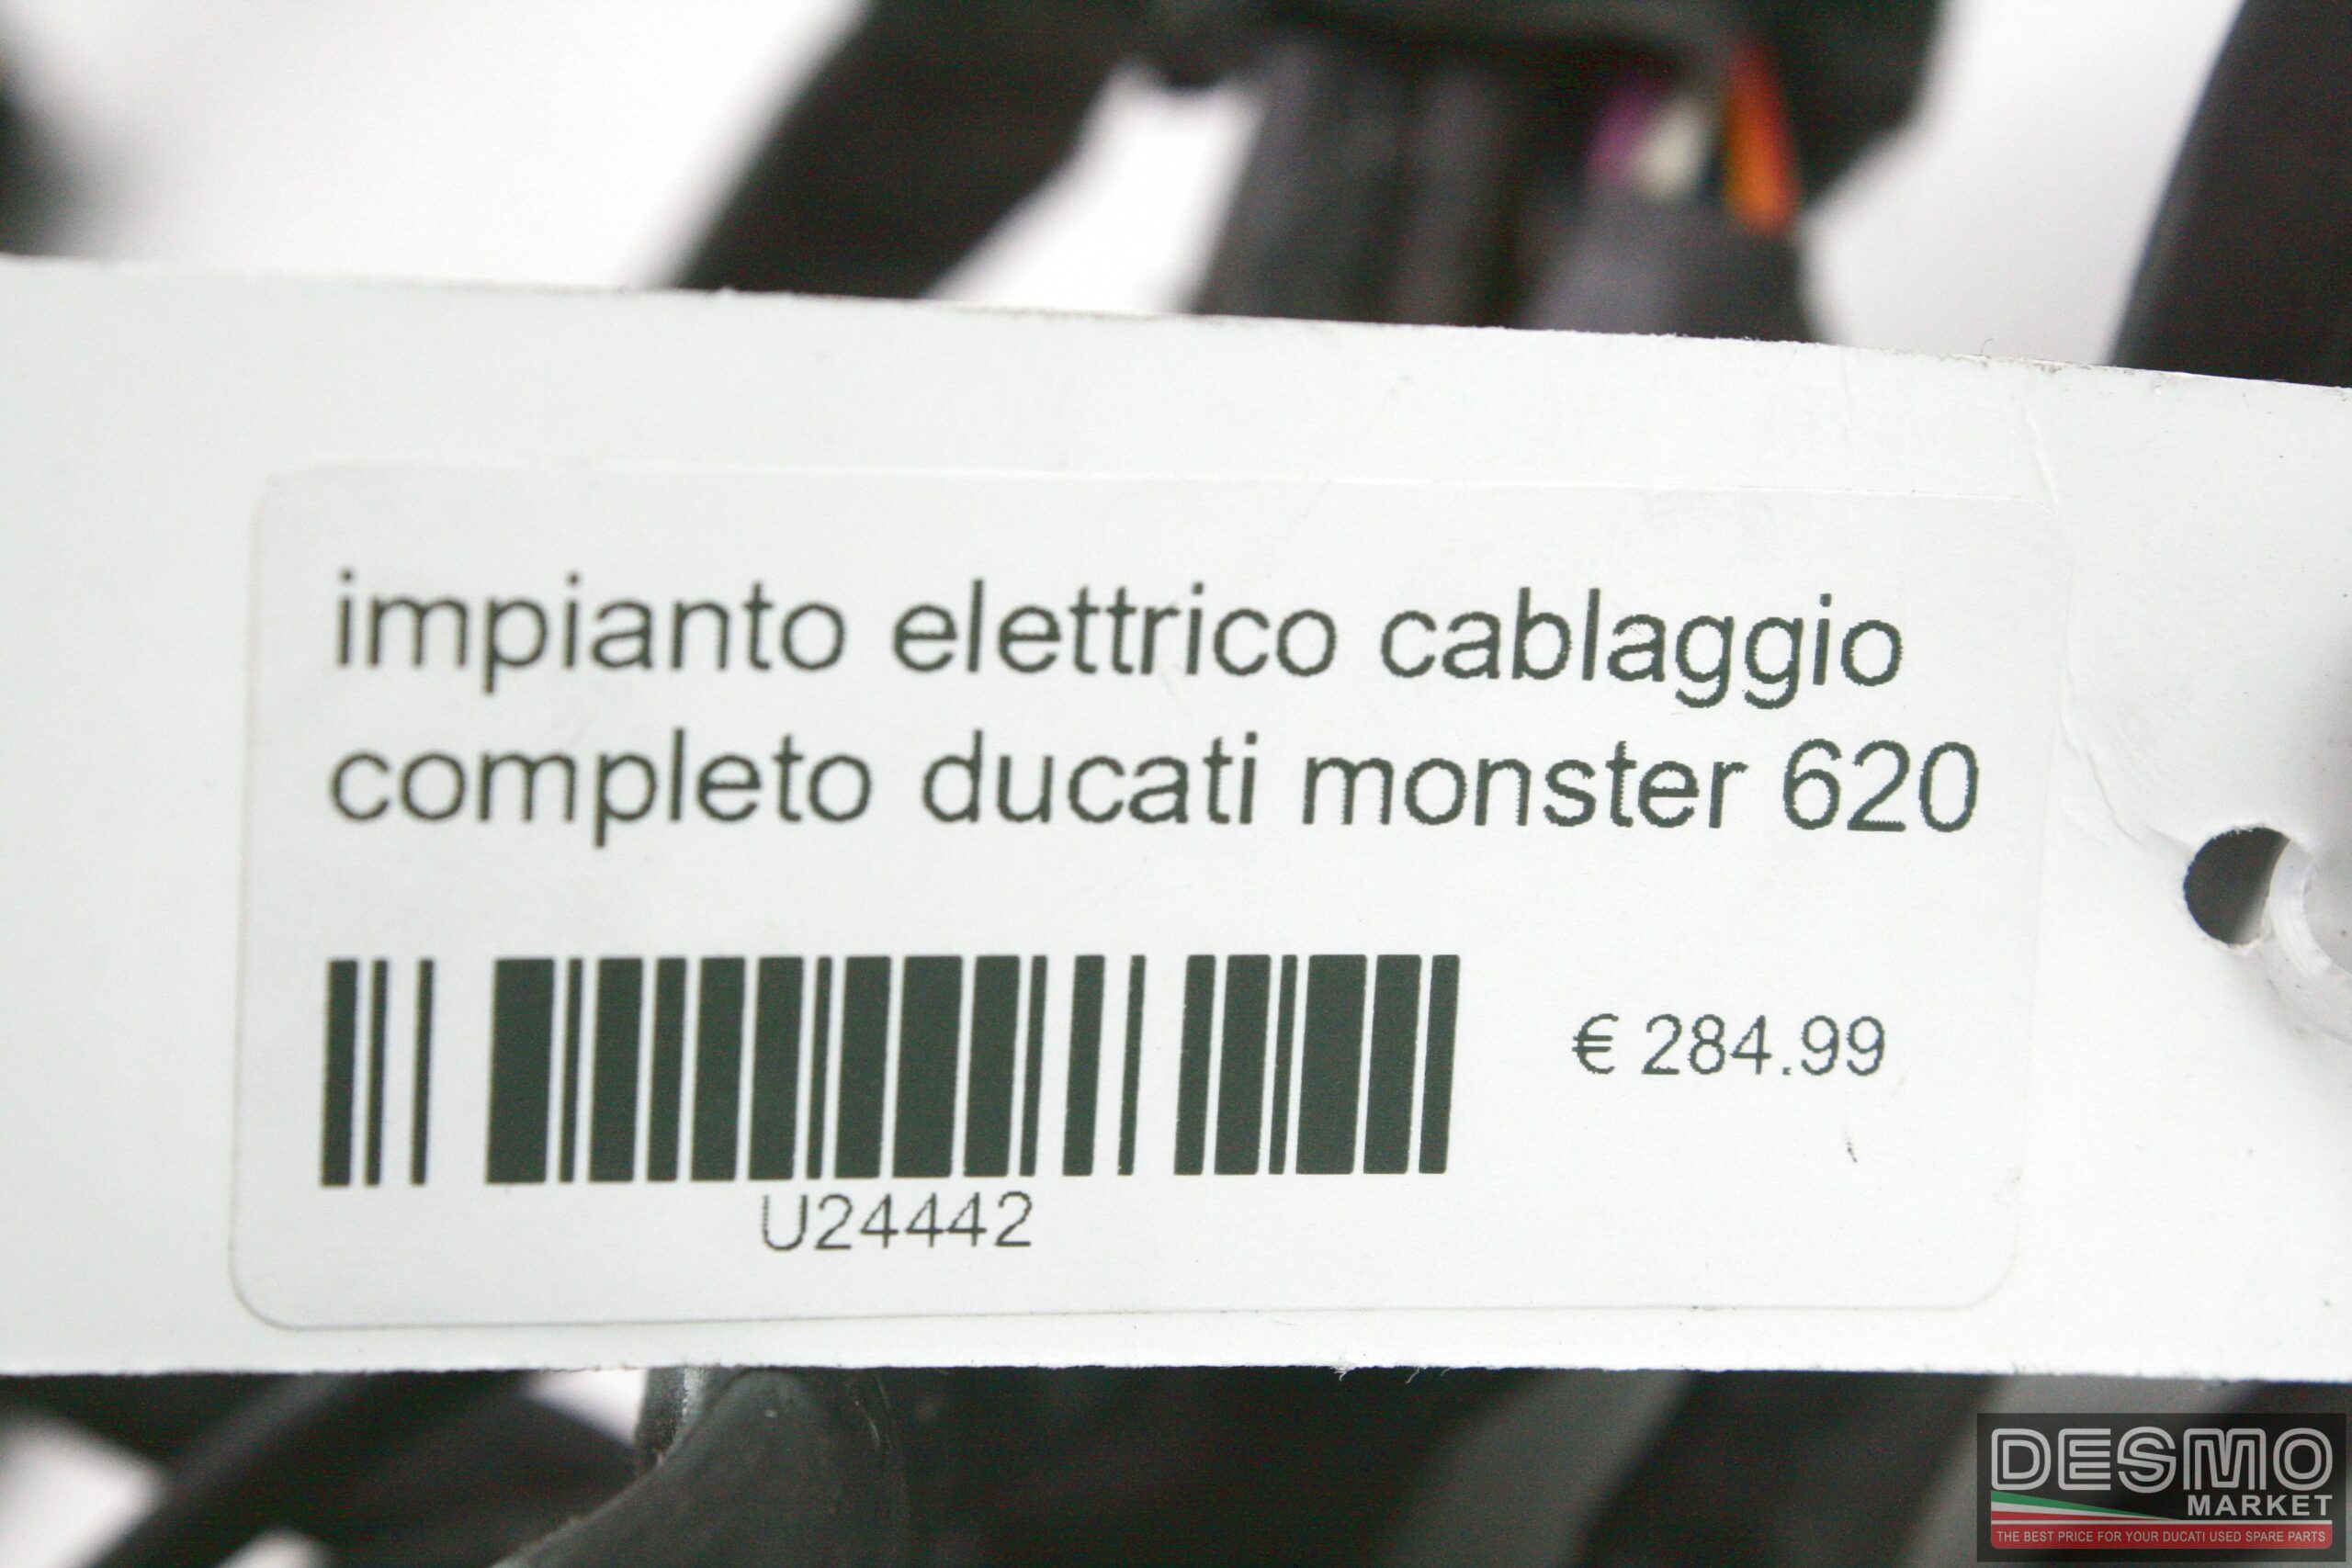 impianto elettrico cablaggio
completo ducati monster 620
€ 284.99
U24442
DESMO
MARKET
THE BEST PRICE FOR YOUR DUCATI USED SPARE PARTS